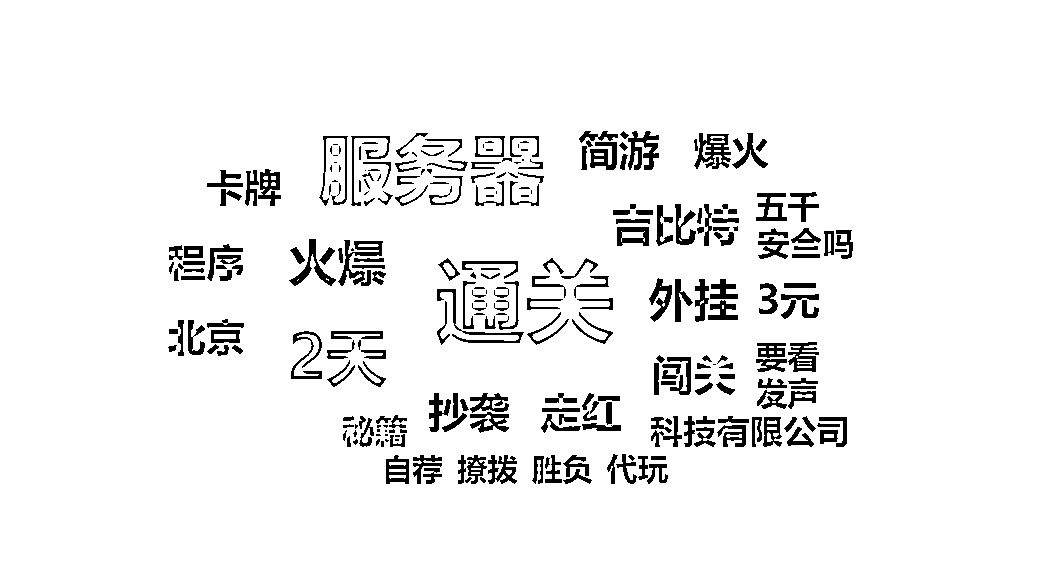 服务器 简游 爆火
卡牌
吉比特 五千
安全吗
程序 火爆 通关
外挂 3元
北京 2天
闯关 要看
发声
秘籍 抄袭 走红 科技有限公司
自荐 撩拨 胜负 代玩